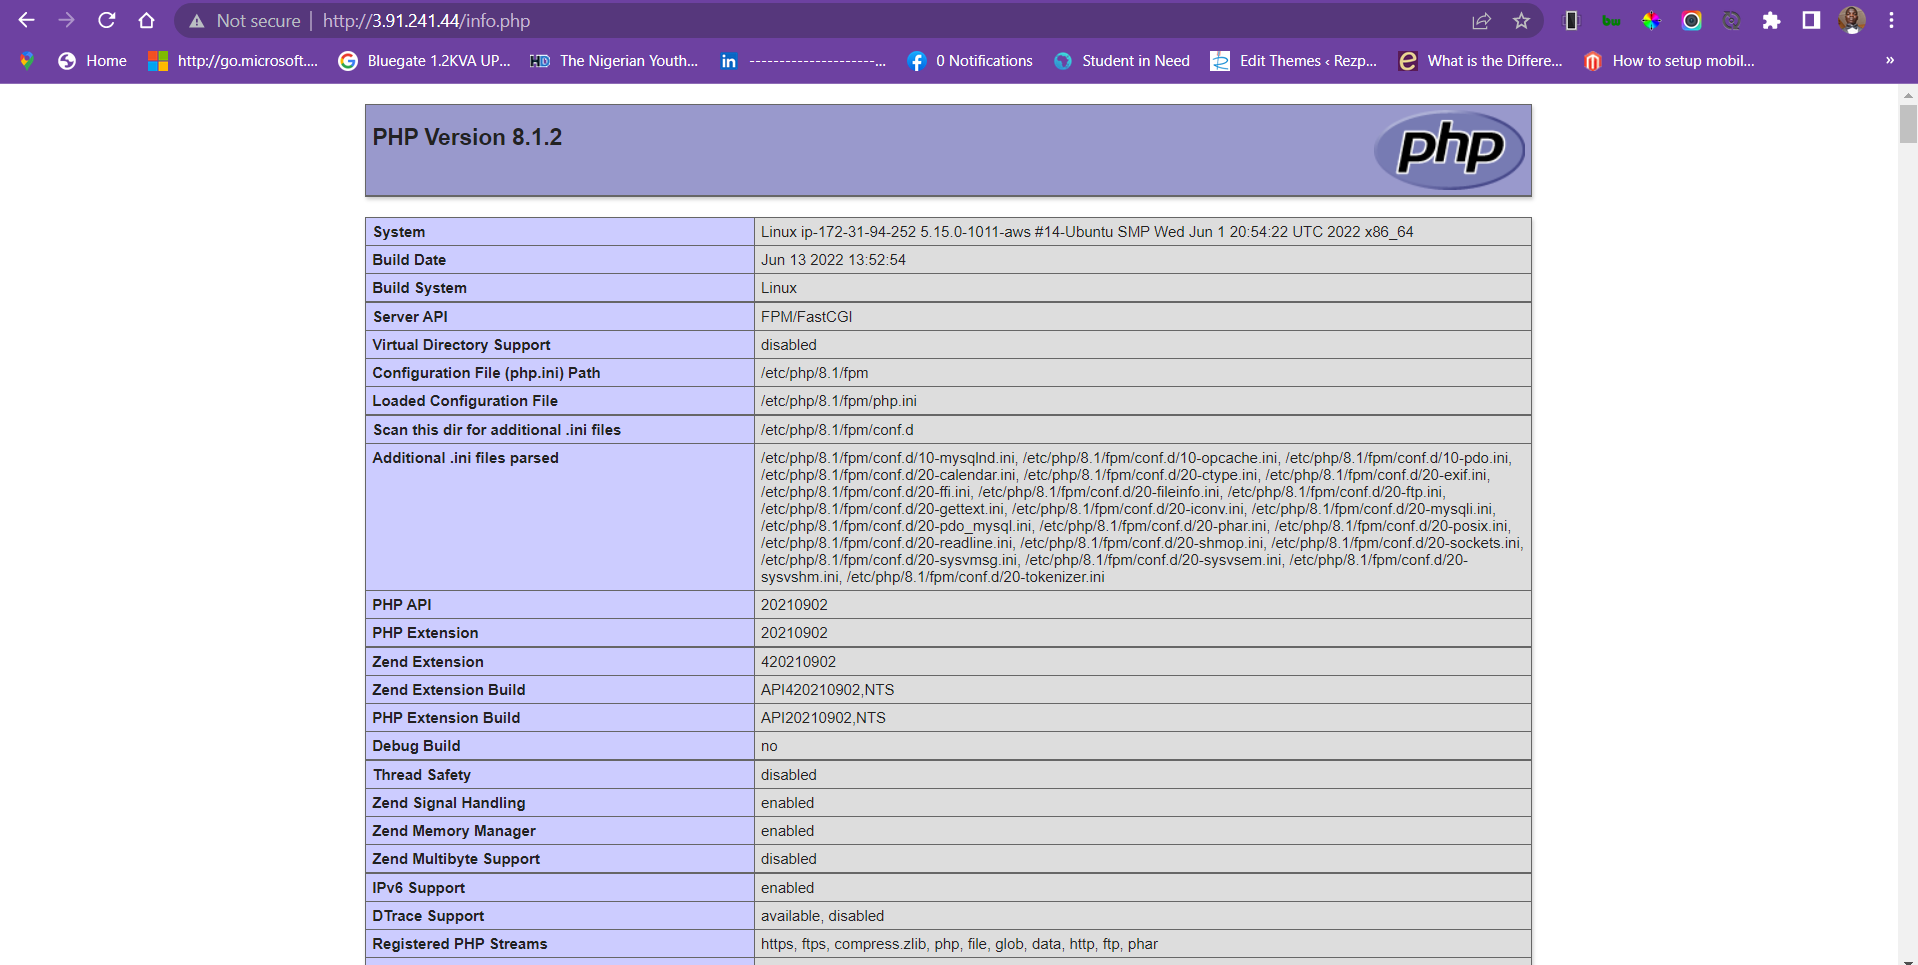 Not secure | http://3.91.241.44/info.php
Home
http://go.microsoft....
Bluegate 1.2KVA UP...
HD
The Nigerian Youth...
in
---------------------...
0 Notifications
Student in Need
Edit Themes ‹ Rezp...
What is the Differe...
How to setup mobil...
»
PHP Version 8.1.2
php
System Linux ip-172-31-94-252 5.15.0-1011-aws #14-Ubuntu SMP Wed Jun 1 20:54:22 UTC 2022 x86_64
Build Date Jun 13 2022 13:52:54
Build System Linux
Server API FPM/FastCGI
Virtual Directory Support disabled
Configuration File (php.ini) Path /etc/php/8.1/fpm
Loaded Configuration File /etc/php/8.1/fpm/php.ini
Scan this dir for additional .ini files /etc/php/8.1/fpm/conf.d
Additional .ini files parsed /etc/php/8.1/fpm/conf.d/10-mysqlnd.ini, /etc/php/8.1/fpm/conf.d/10-opcache.ini, /etc/php/8.1/fpm/conf.d/10-pdo.ini,
/etc/php/8.1/fpm/conf.d/20-calendar.ini, /etc/php/8.1/fpm/conf.d/20-ctype.ini, /etc/php/8.1/fpm/conf.d/20-exif.ini,
/etc/php/8.1/fpm/conf.d/20-ffi.ini, /etc/php/8.1/fpm/conf.d/20-fileinfo.ini, /etc/php/8.1/fpm/conf.d/20-ftp.ini,
/etc/php/8.1/fpm/conf.d/20-gettext.ini, /etc/php/8.1/fpm/conf.d/20-iconv.ini, /etc/php/8.1/fpm/conf.d/20-mysqli.ini,
/etc/php/8.1/fpm/conf.d/20-pdo_mysql.ini, /etc/php/8.1/fpm/conf.d/20-phar.ini, /etc/php/8.1/fpm/conf.d/20-posix.ini,
/etc/php/8.1/fpm/conf.d/20-readline.ini, /etc/php/8.1/fpm/conf.d/20-shmop.ini, /etc/php/8.1/fpm/conf.d/20-sockets.ini,
/etc/php/8.1/fpm/conf.d/20-sysvmsg.ini, /etc/php/8.1/fpm/conf.d/20-sysvsem.ini, /etc/php/8.1/fpm/conf.d/20-
sysvshm.ini, /etc/php/8.1/fpm/conf.d/20-tokenizer.ini
PHP API 20210902
PHP Extension 20210902
Zend Extension 420210902
Zend Extension Build API420210902,NTS
PHP Extension Build API20210902,NTS
Debug Build no
Thread Safety disabled
Zend Signal Handling enabled
Zend Memory Manager enabled
Zend Multibyte Support disabled
IPv6 Support enabled
DTrace Support available, disabled
Registered PHP Streams https, ftps, compress.zlib, php, file, glob, data, http, ftp, phar